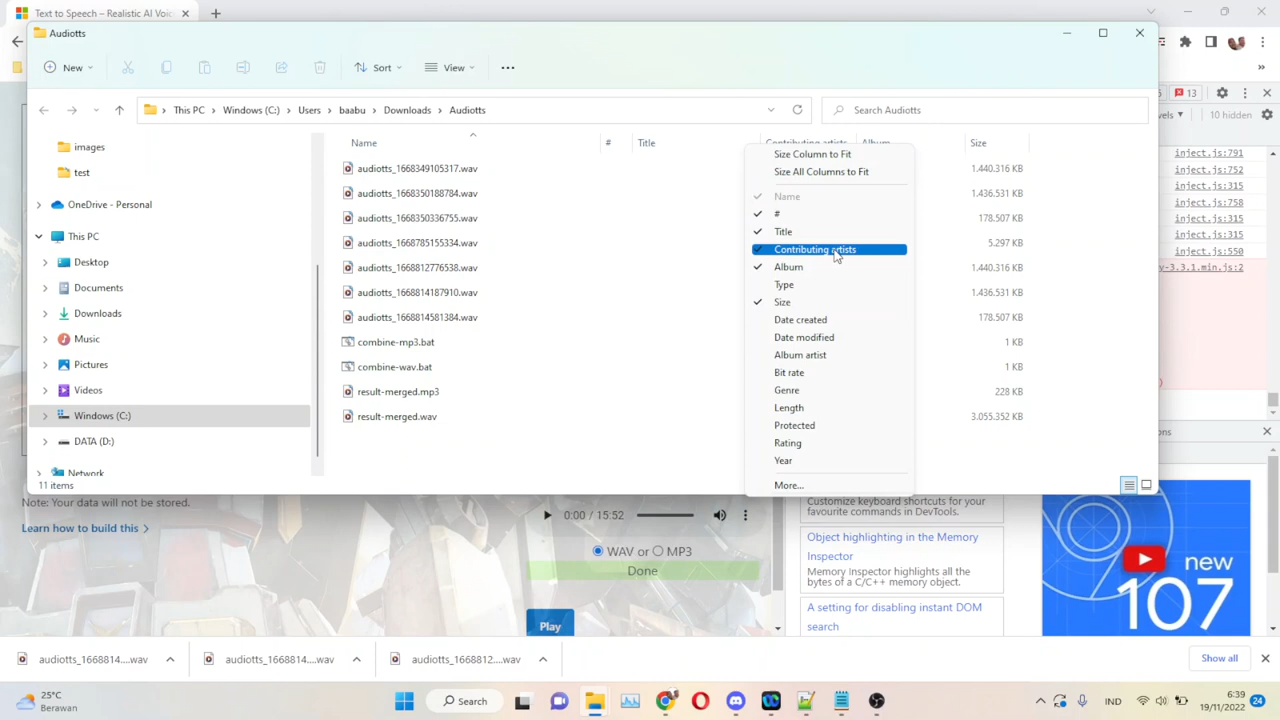 Text to Speech – Realistic AI Voic
Audiotts
New
Sort
View
This PC
Windows (C:)
Users
baabu
Downloads
Audiotts
Search Audiotts
13
10 hidden
Name
#
Title
Contributing artists
Album
Size
images
test
OneDrive - Personal
This PC
Desktop
Documents
Downloads
Music
Pictures
Videos
Windows (C:)
DATA (D:)
Network
11 items
audiotts_1668349105317.wav
1.440.316 KB
audiotts_1668350188784.wav
1.436.531 KB
audiotts_1668350336755.wav
178.507 KB
audiotts_1668785155334.wav
5.297 KB
audiotts_1668812776538.wav
1.440.316 KB
audiotts_1668814187910.wav
1.436.531 KB
audiotts_1668814581384.wav
178.507 KB
combine-mp3.bat
1 KB
combine-wav.bat
1 KB
result-merged.mp3
228 KB
result-merged.wav
3.055.352 KB
Size Column to Fit
Size All Columns to Fit
Name
#
Title
Contributing artists
Album
Type
Size
Date created
Date modified
Album artist
Bit rate
Genre
Length
Protected
Rating
Year
More...
inject.js:791
inject.js:752
inject.js:315
inject.js:758
inject.js:315
inject.js:315
inject.js:550
y-3.3.1.min.js:2
Note: Your data will not be stored.
Learn how to build this
0:00 / 15:52
WAV or MP3
Done
Play
Customize keyboard shortcuts for your
favourite commands in DevTools.
Object highlighting in the Memory
Inspector
Memory Inspector highlights all the
bytes of a C/C++ memory object.
A setting for disabling instant DOM
search
new
107
audiotts_1668814....wav
audiotts_1668814....wav
audiotts_1668812....wav
Show all
25°C
Berawan
Search
IND
6:39
19/11/2022
24